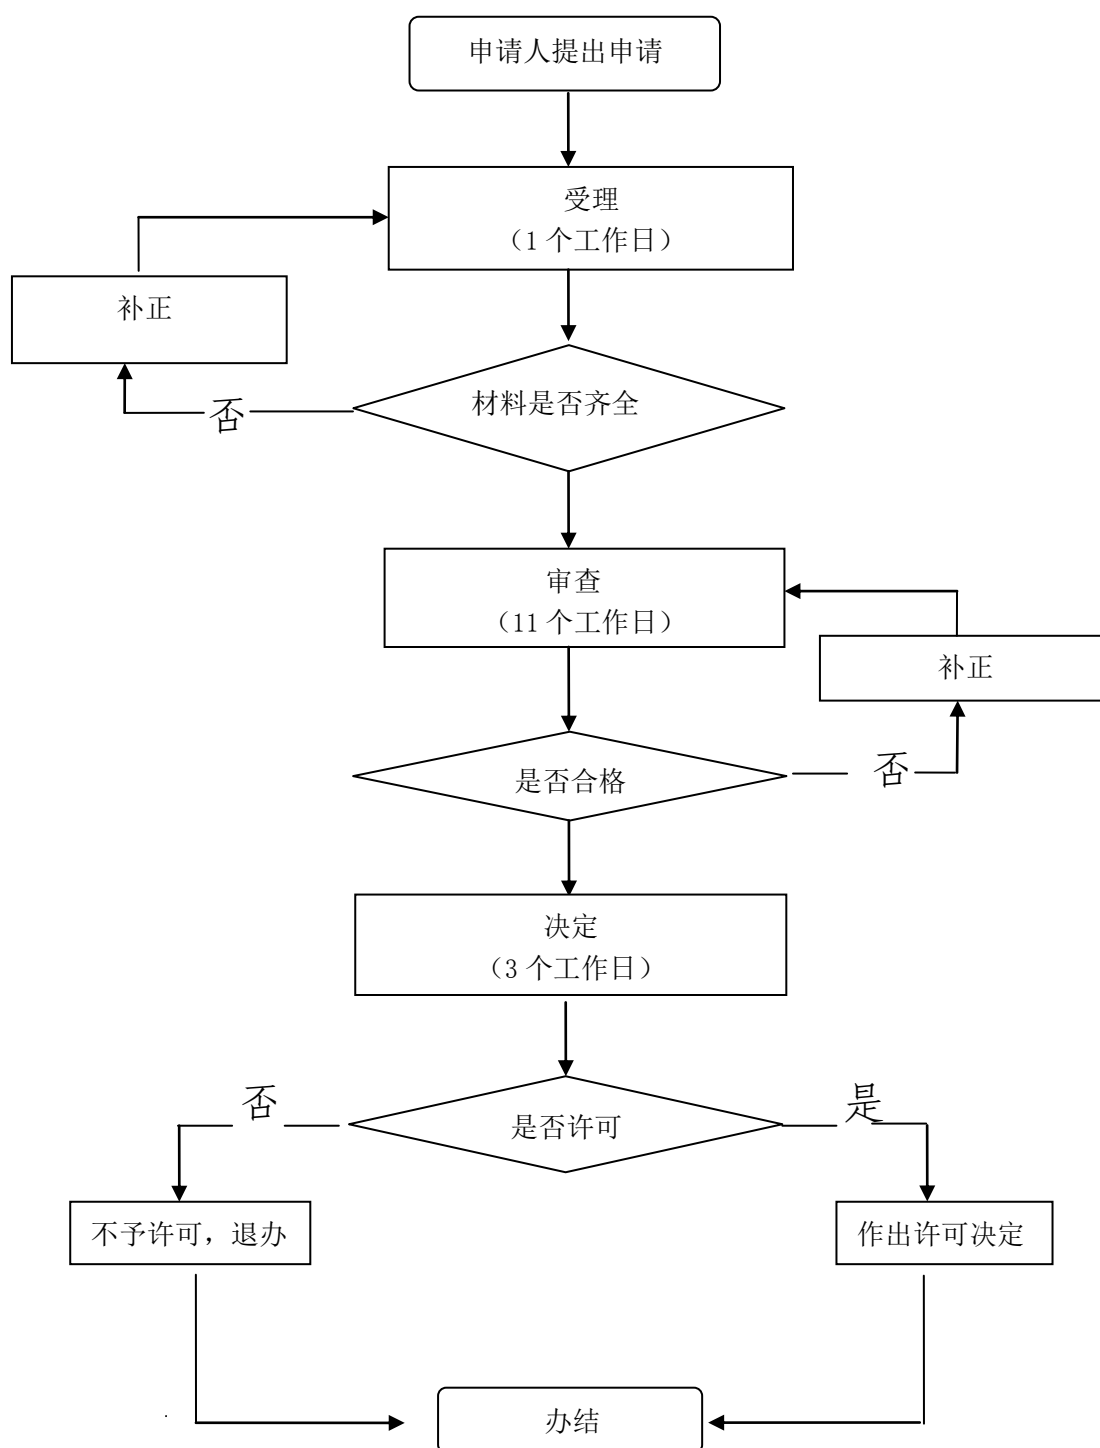 申请人提出申请
受理
（1 个工作日）
补正
材料是否齐全
否
审查
（11 个工作日）
补正
是否合格
否
决定
（3 个工作日）
否
是
是否许可
不予许可，退办
作出许可决定
办结